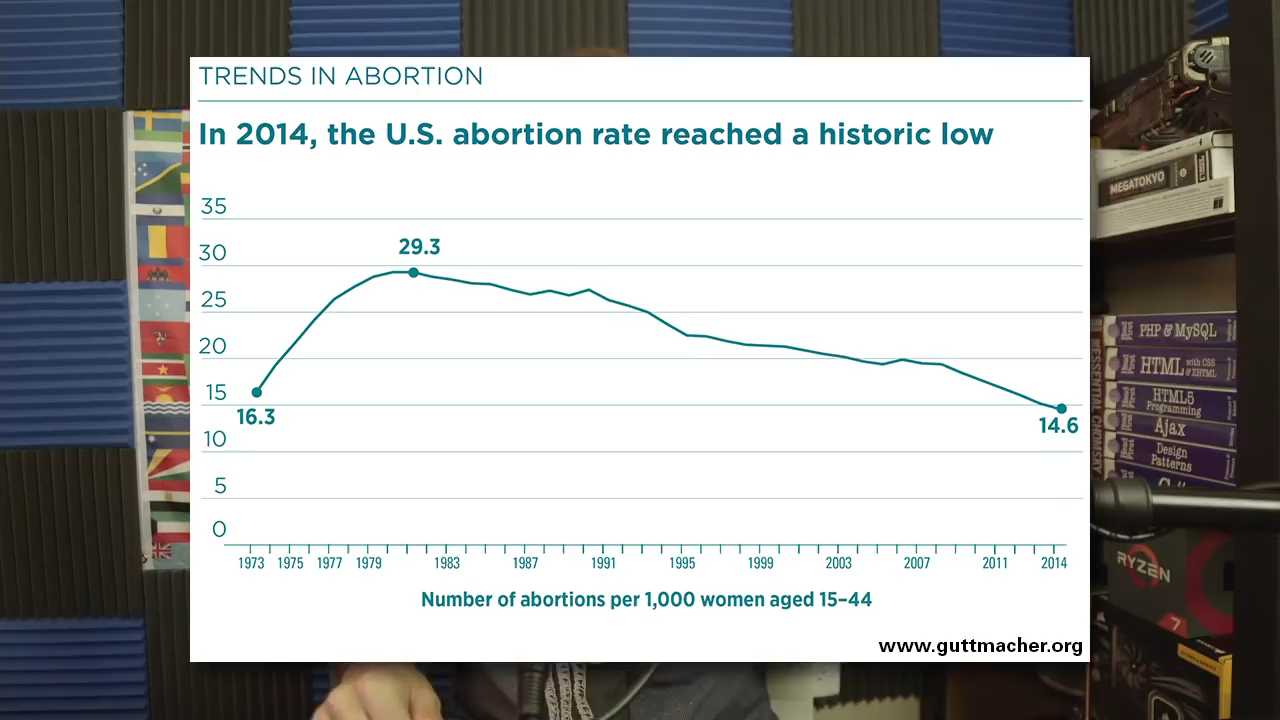 TRENDS IN ABORTION
In 2014, the U.S. abortion rate reached a historic low
35
30
25
20
15
10
5
0
29.3
16.3
14.6
1973 1975 1977 1979 1983 1987 1991 1995 1999 2003 2007 2011 2014
Number of abortions per 1,000 women aged 15–44
www.guttmacher.org
MEGATOKYO
PHP & MySQL
HTML with CSS & XHTML
HTML5
Programming
Ajax
Design
Patterns
ESSENTIAL CHOMSKY
RYZEN
7